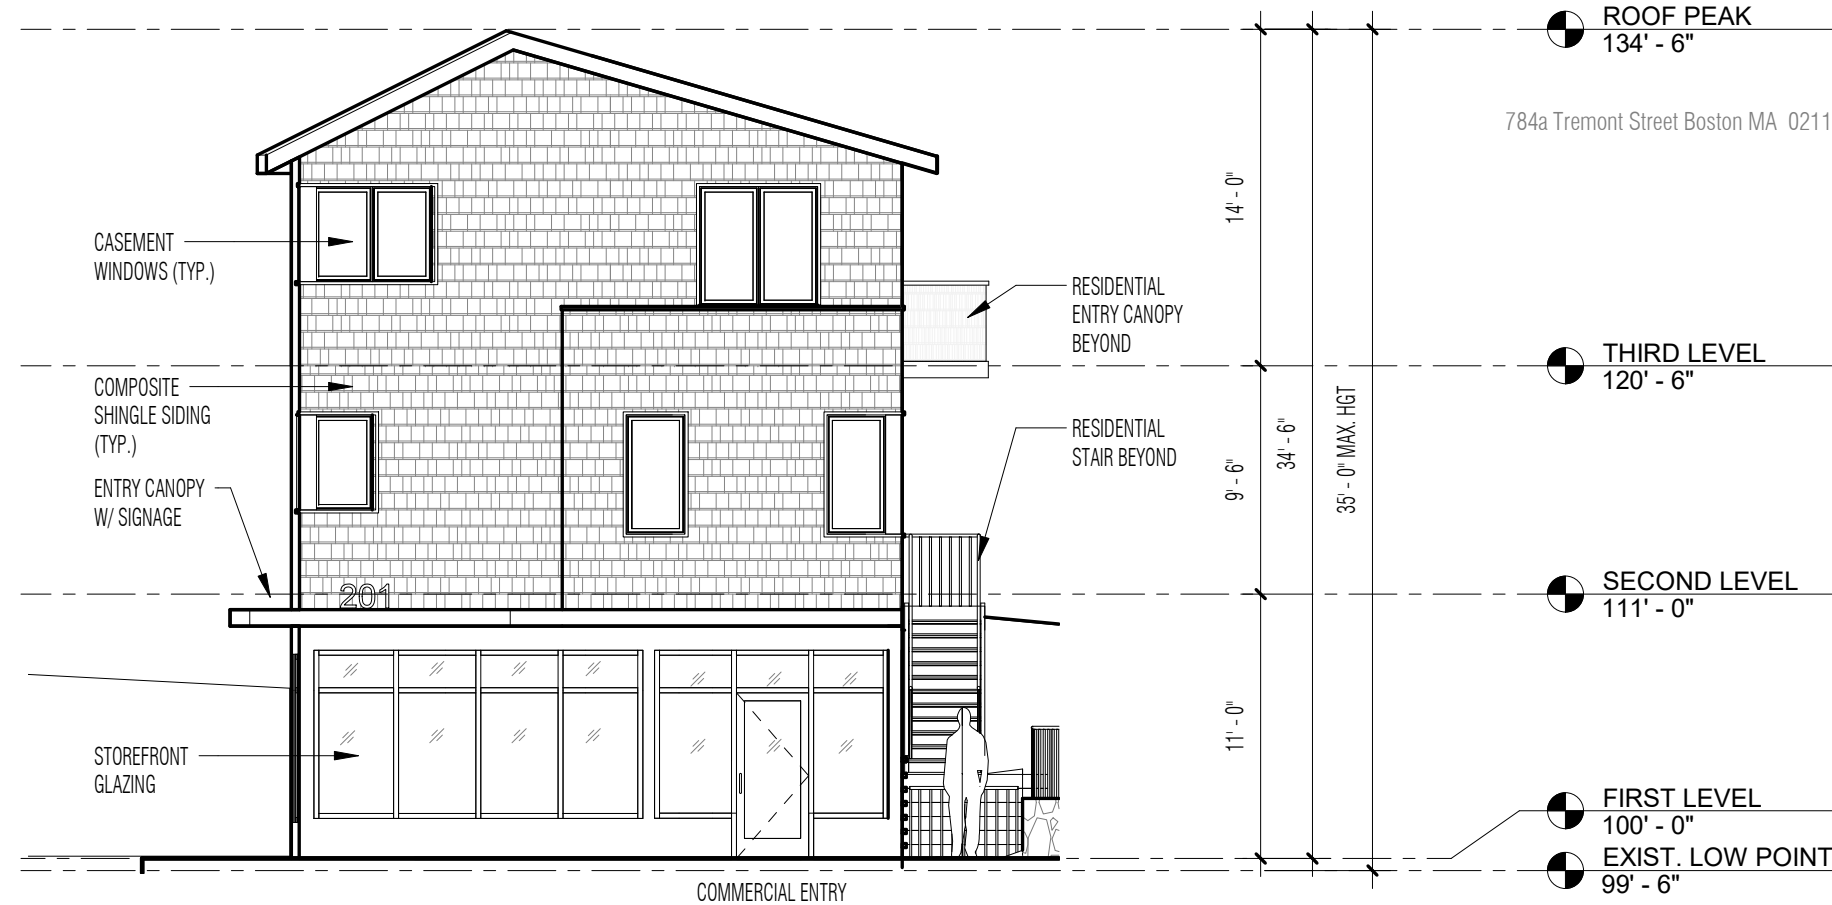 ROOF PEAK
134' - 6"
784a Tremont Street Boston MA 0211
14' - 0"
CASEMENT
WINDOWS (TYP.)
RESIDENTIAL
ENTRY CANOPY
BEYOND
THIRD LEVEL
120' - 6"
COMPOSITE
SHINGLE SIDING
(TYP.)
RESIDENTIAL
STAIR BEYOND
9' - 6"
34' - 6"
35' - 0" MAX. HGT
ENTRY CANOPY
W/ SIGNAGE
201
SECOND LEVEL
111' - 0"
11' - 0"
STOREFRONT
GLAZING
FIRST LEVEL
100' - 0"
EXIST. LOW POINT
99' - 6"
COMMERCIAL ENTRY